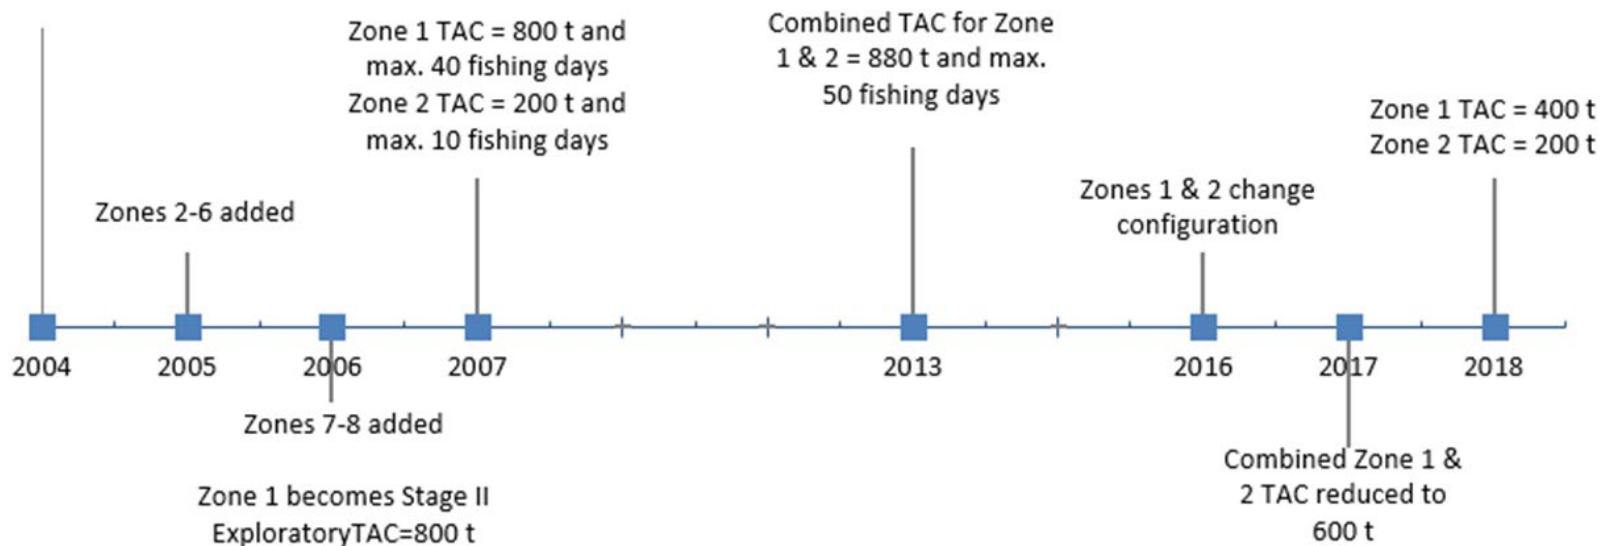 Zone 1 TAC = 800 t and
max. 40 fishing days
Zone 2 TAC = 200 t and
max. 10 fishing days
Combined TAC for Zone
1 & 2 = 880 t and max.
50 fishing days
Zone 1 TAC = 400 t
Zone 2 TAC = 200 t
Zones 2-6 added
Zones 1 & 2 change
configuration
2004
2005
2006
2007
2013
2016
2017
2018
Zones 7-8 added
Zone 1 becomes Stage II
ExploratoryTAC=800 t
Combined Zone 1 &
2 TAC reduced to
600 t